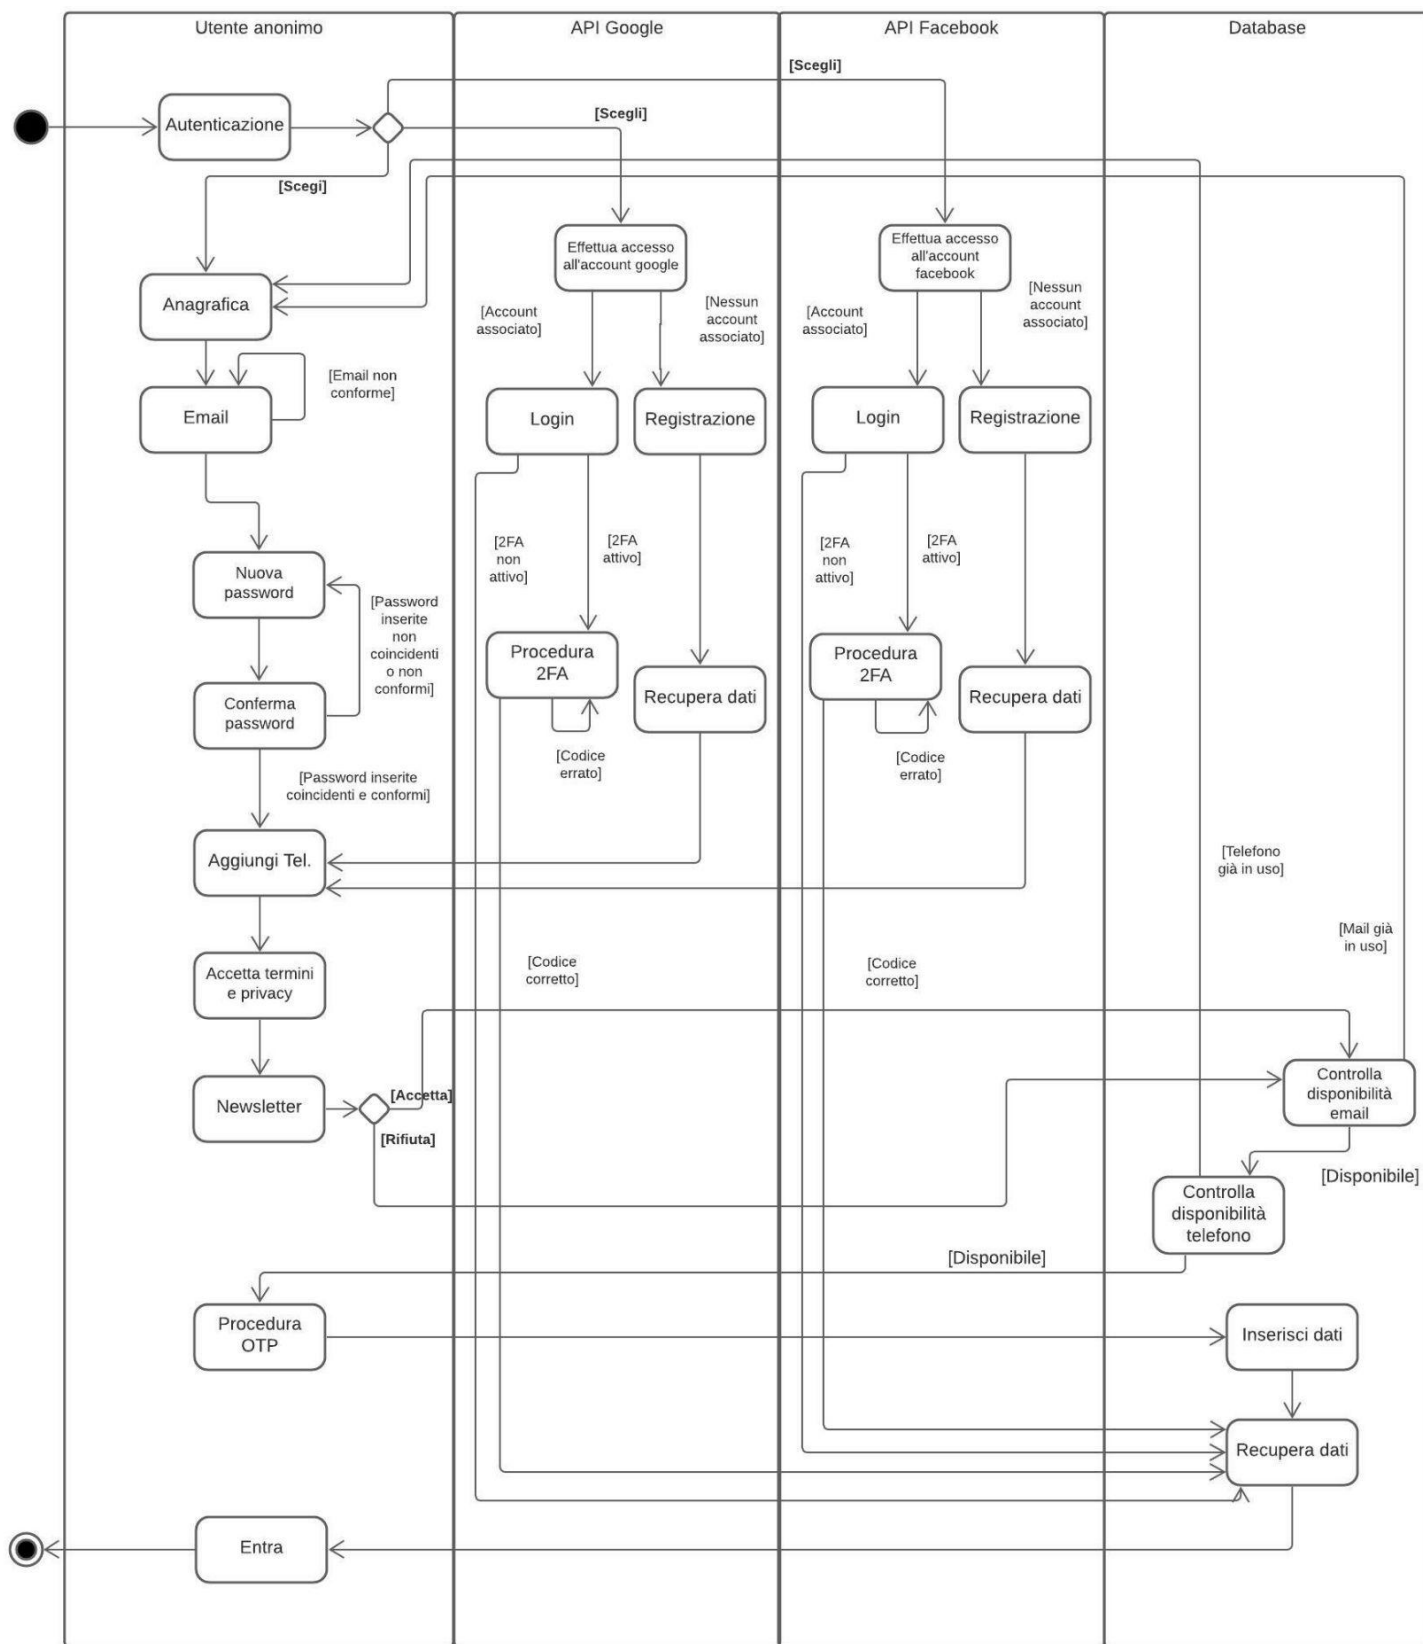 Utente anonimo
API Google
API Facebook
Database
[Scegli]
Autenticazione
[Scegli]
[Scegi]
Effettua accesso
all'account google
Effettua accesso
all'account
facebook
Anagrafica
[Account
associato]
[Nessun
account
associato]
[Account
associato]
[Nessun
account
associato]
[Email non
conforme]
Email
Login
Registrazione
Login
Registrazione
[2FA
non
attivo]
[2FA
attivo]
[2FA
non
attivo]
[2FA
attivo]
Nuova
password
[Password
inserite
non
coincidenti
o non
conformi]
Procedura
2FA
Recupera dati
Procedura
2FA
Recupera dati
Conferma
password
[Codice
errato]
[Codice
errato]
[Password inserite
coincidenti e conformi]
Aggiungi Tel.
[Telefono
già in uso]
[Mail già
in uso]
Accetta termini
e privacy
[Codice
corretto]
[Codice
corretto]
Newsletter
[Accetta]
[Rifiuta]
Controlla
disponibilità
email
[Disponibile]
Controlla
disponibilità
telefono
[Disponibile]
Procedura
OTP
Inserisci dati
Recupera dati
Entra